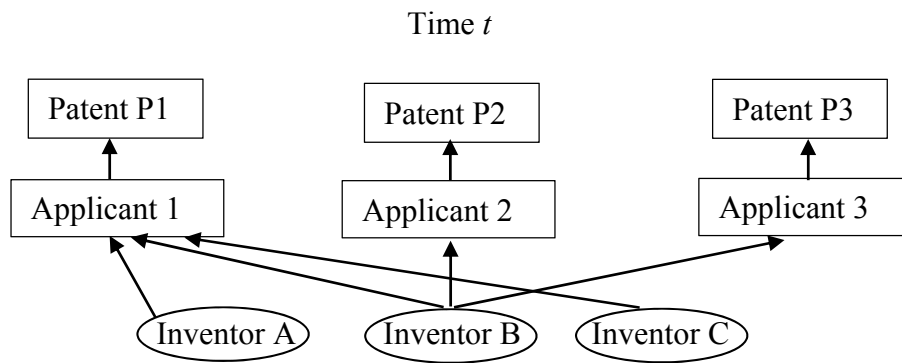 Time t
Patent P1
Patent P2
Patent P3
Applicant 1
Applicant 2
Applicant 3
Inventor A
Inventor B
Inventor C